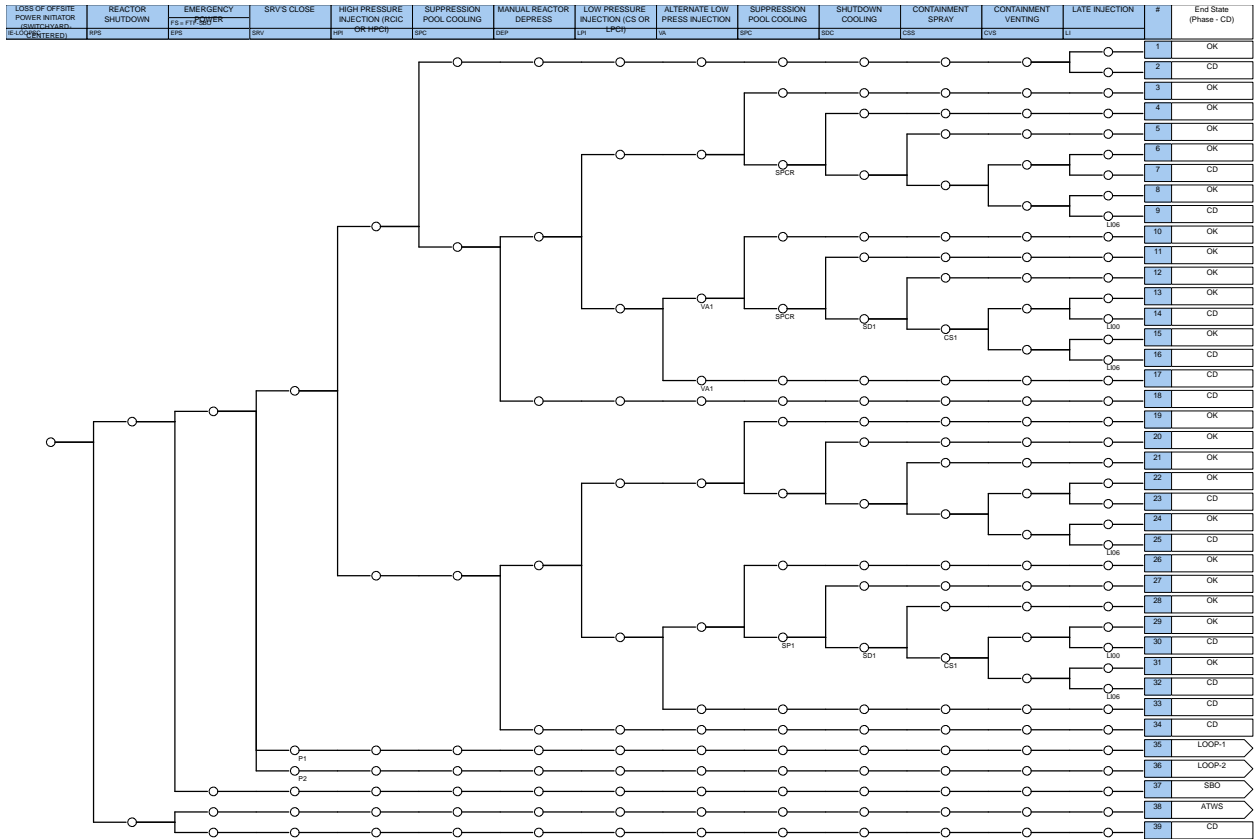 LOSS OF OFFSITE
POWER INITIATOR
(SWITCHYARD-
CENTERED)
IE-LOOPSC
REACTOR
SHUTDOWN
RPS
EMERGENCY
POWER
FS = FTF-SBO
EPS
SRV'S CLOSE
SRV
HIGH PRESSURE
INJECTION (RCIC
OR HPCI)
HPI
SUPPRESSION
POOL COOLING
SPC
MANUAL REACTOR
DEPRESS
DEP
LOW PRESSURE
INJECTION (CS OR
LPCI)
LPI
ALTERNATE LOW
PRESS INJECTION
VA
SUPPRESSION
POOL COOLING
SPC
SHUTDOWN
COOLING
SDC
CONTAINMENT
SPRAY
CSS
CONTAINMENT
VENTING
CVS
LATE INJECTION
LI
#
End State
(Phase - CD)
1 OK
2 CD
3 OK
4 OK
5 OK
6 OK
SPCR
7 CD
8 OK
9 CD
LI06
10 OK
11 OK
12 OK
13 OK
VA1
SPCR
14 CD
SD1
LI00
15 OK
CS1
16 CD
LI06
17 CD
VA1
18 CD
19 OK
20 OK
21 OK
22 OK
23 CD
24 OK
25 CD
LI06
26 OK
27 OK
28 OK
29 OK
SP1
30 CD
SD1
LI00
31 OK
CS1
32 CD
LI06
33 CD
34 CD
35 LOOP-1
P1
36 LOOP-2
P2
37 SBO
38 ATWS
39 CD